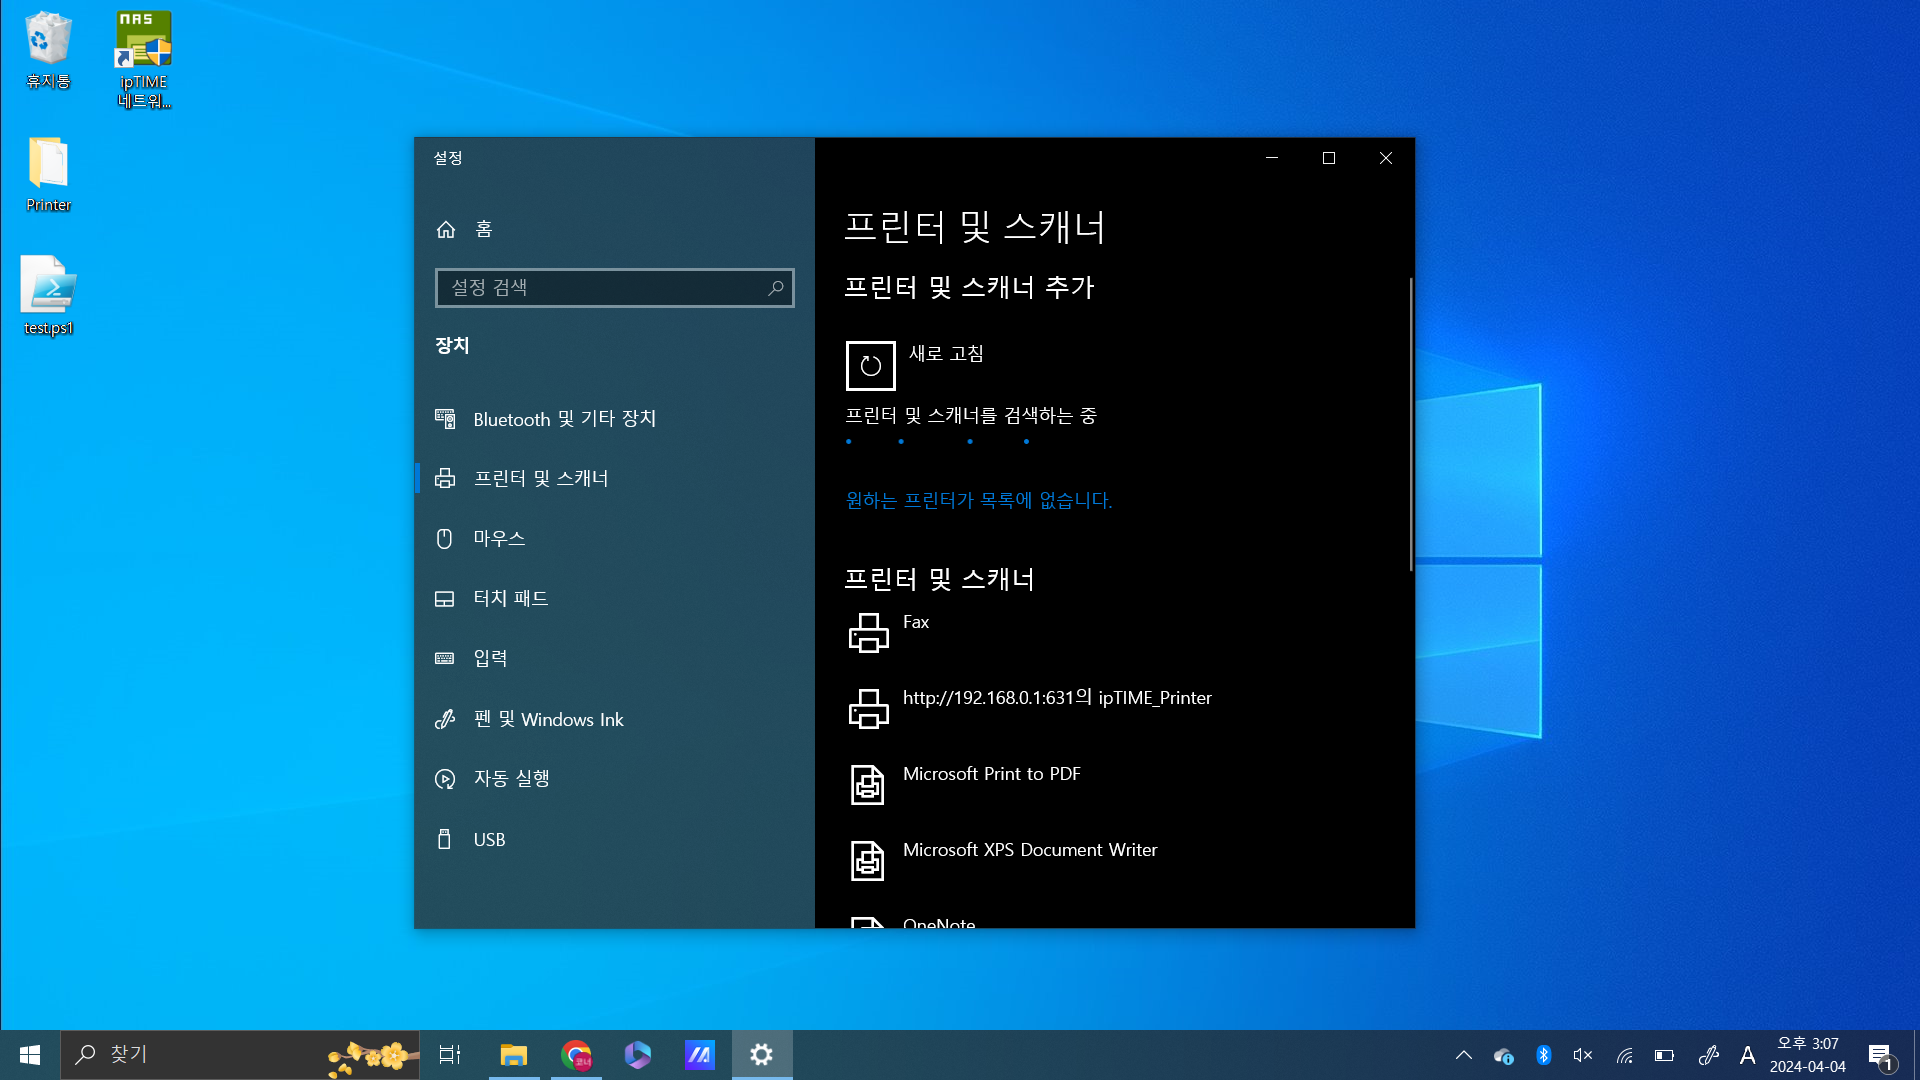 휴지통
NAS
ipTIME
네트워...
Printer
test.ps1
설정
홈
설정 검색
장치
Bluetooth 및 기타 장치
프린터 및 스캐너
마우스
터치 패드
입력
펜 및 Windows Ink
자동 실행
USB
프린터 및 스캐너
프린터 및 스캐너 추가
새로 고침
프린터 및 스캐너를 검색하는 중
원하는 프린터가 목록에 없습니다.
프린터 및 스캐너
Fax
http://192.168.0.1:631의 ipTIME_Printer
Microsoft Print to PDF
Microsoft XPS Document Writer
OneNote
찾기
코너
A
오후 3:07
2024-04-04
1